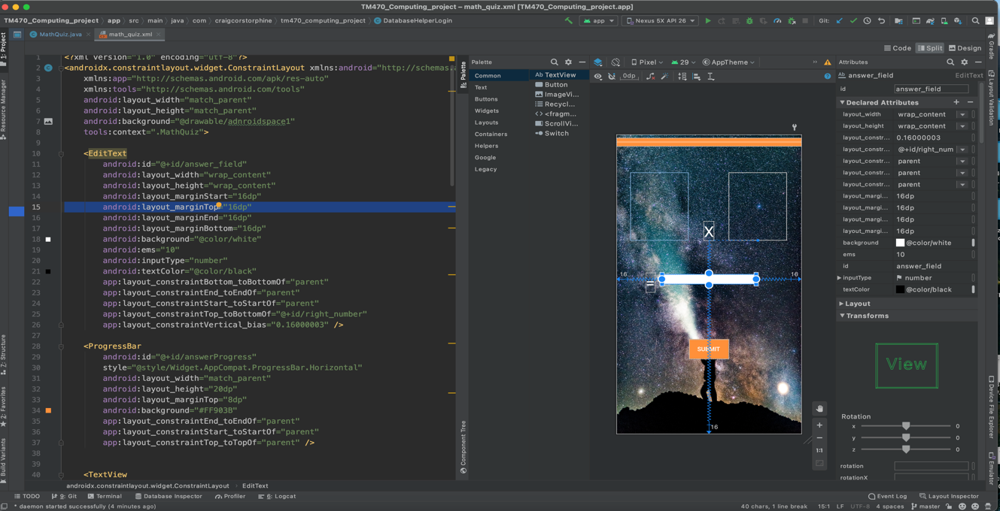 TM470_Computing_project – math_quiz.xml [TM470_Computing_project.app]
TM470_Computing_project › app › src › main › java › com › craigcorstorphine › tm470_computing_project › DatabaseHelperLogin
app
Nexus 5X API 26
Git:
MathQuiz.java
math_quiz.xml
Code
Split
Design
1: Project
Resource Manager
Z: Structure
2: Favorites
Build Variants
1 <?xml version="1.0" encoding="utf-8"?>
2 <androidx.constraintlayout.widget.ConstraintLayout xmlns:android="http://schemas.
3 xmlns:app="http://schemas.android.com/apk/res-auto"
4 xmlns:tools="http://schemas.android.com/tools"
5 android:layout_width="match_parent"
6 android:layout_height="match_parent"
7 android:background="@drawable/adnroidspace1"
8 tools:context=".MathQuiz">
9
10 <EditText
11 android:id="@+id/answer_field"
12 android:layout_width="wrap_content"
13 android:layout_height="wrap_content"
14 android:layout_marginStart="16dp"
15 android:layout_marginTop="16dp"
16 android:layout_marginEnd="16dp"
17 android:layout_marginBottom="16dp"
18 android:background="@color/white"
19 android:ems="10"
20 android:inputType="number"
21 android:textColor="@color/black"
22 app:layout_constraintBottom_toBottomOf="parent"
23 app:layout_constraintEnd_toEndOf="parent"
24 app:layout_constraintStart_toStartOf="parent"
25 app:layout_constraintTop_toBottomOf="@+id/right_number"
26 app:layout_constraintVertical_bias="0.16000003" />
27
28 <ProgressBar
29 android:id="@+id/answerProgress"
30 style="@style/Widget.AppCompat.ProgressBar.Horizontal"
31 android:layout_width="match_parent"
32 android:layout_height="20dp"
33 android:layout_marginTop="8dp"
34 android:background="#FF903B"
35 app:layout_constraintEnd_toEndOf="parent"
36 app:layout_constraintStart_toStartOf="parent"
37 app:layout_constraintTop_toTopOf="parent" />
38
39
40 <TextView
androidx.constraintlayout.widget.ConstraintLayout › EditText
Palette
Component Tree
Palette
Common
Text
Buttons
Widgets
Layouts
Containers
Helpers
Google
Legacy
Ab TextView
Button
ImageVi...
Recycl...
<> <fragm...
ScrollVi...
Switch
Pixel
29
AppTheme
0dp
X
16
=
16
SUBMIT
16
1:1
Attributes
Ab answer_field EditText
id answer_field
Declared Attributes
layout_width wrap_content
layout_height wrap_content
layout_constr... 0.16000003
layout_constr... @+id/right_num
layout_constr... parent
layout_constr... parent
layout_constr... parent
layout_margi... 16dp
layout_margi... 16dp
layout_margi... 16dp
layout_margi... 16dp
background @color/white
ems 10
id answer_field
inputType number
textColor @color/black
Layout
Transforms
View
Rotation
x 0
y 0
z 0
rotation
rotationX
Gradle
Layout Validation
Device File Explorer
Emulator
TODO
9: Git
Terminal
Database Inspector
Profiler
6: Logcat
Event Log
Layout Inspector
* daemon started successfully (4 minutes ago)
40 chars, 1 line break
15:1
LF
UTF-8
4 spaces
master